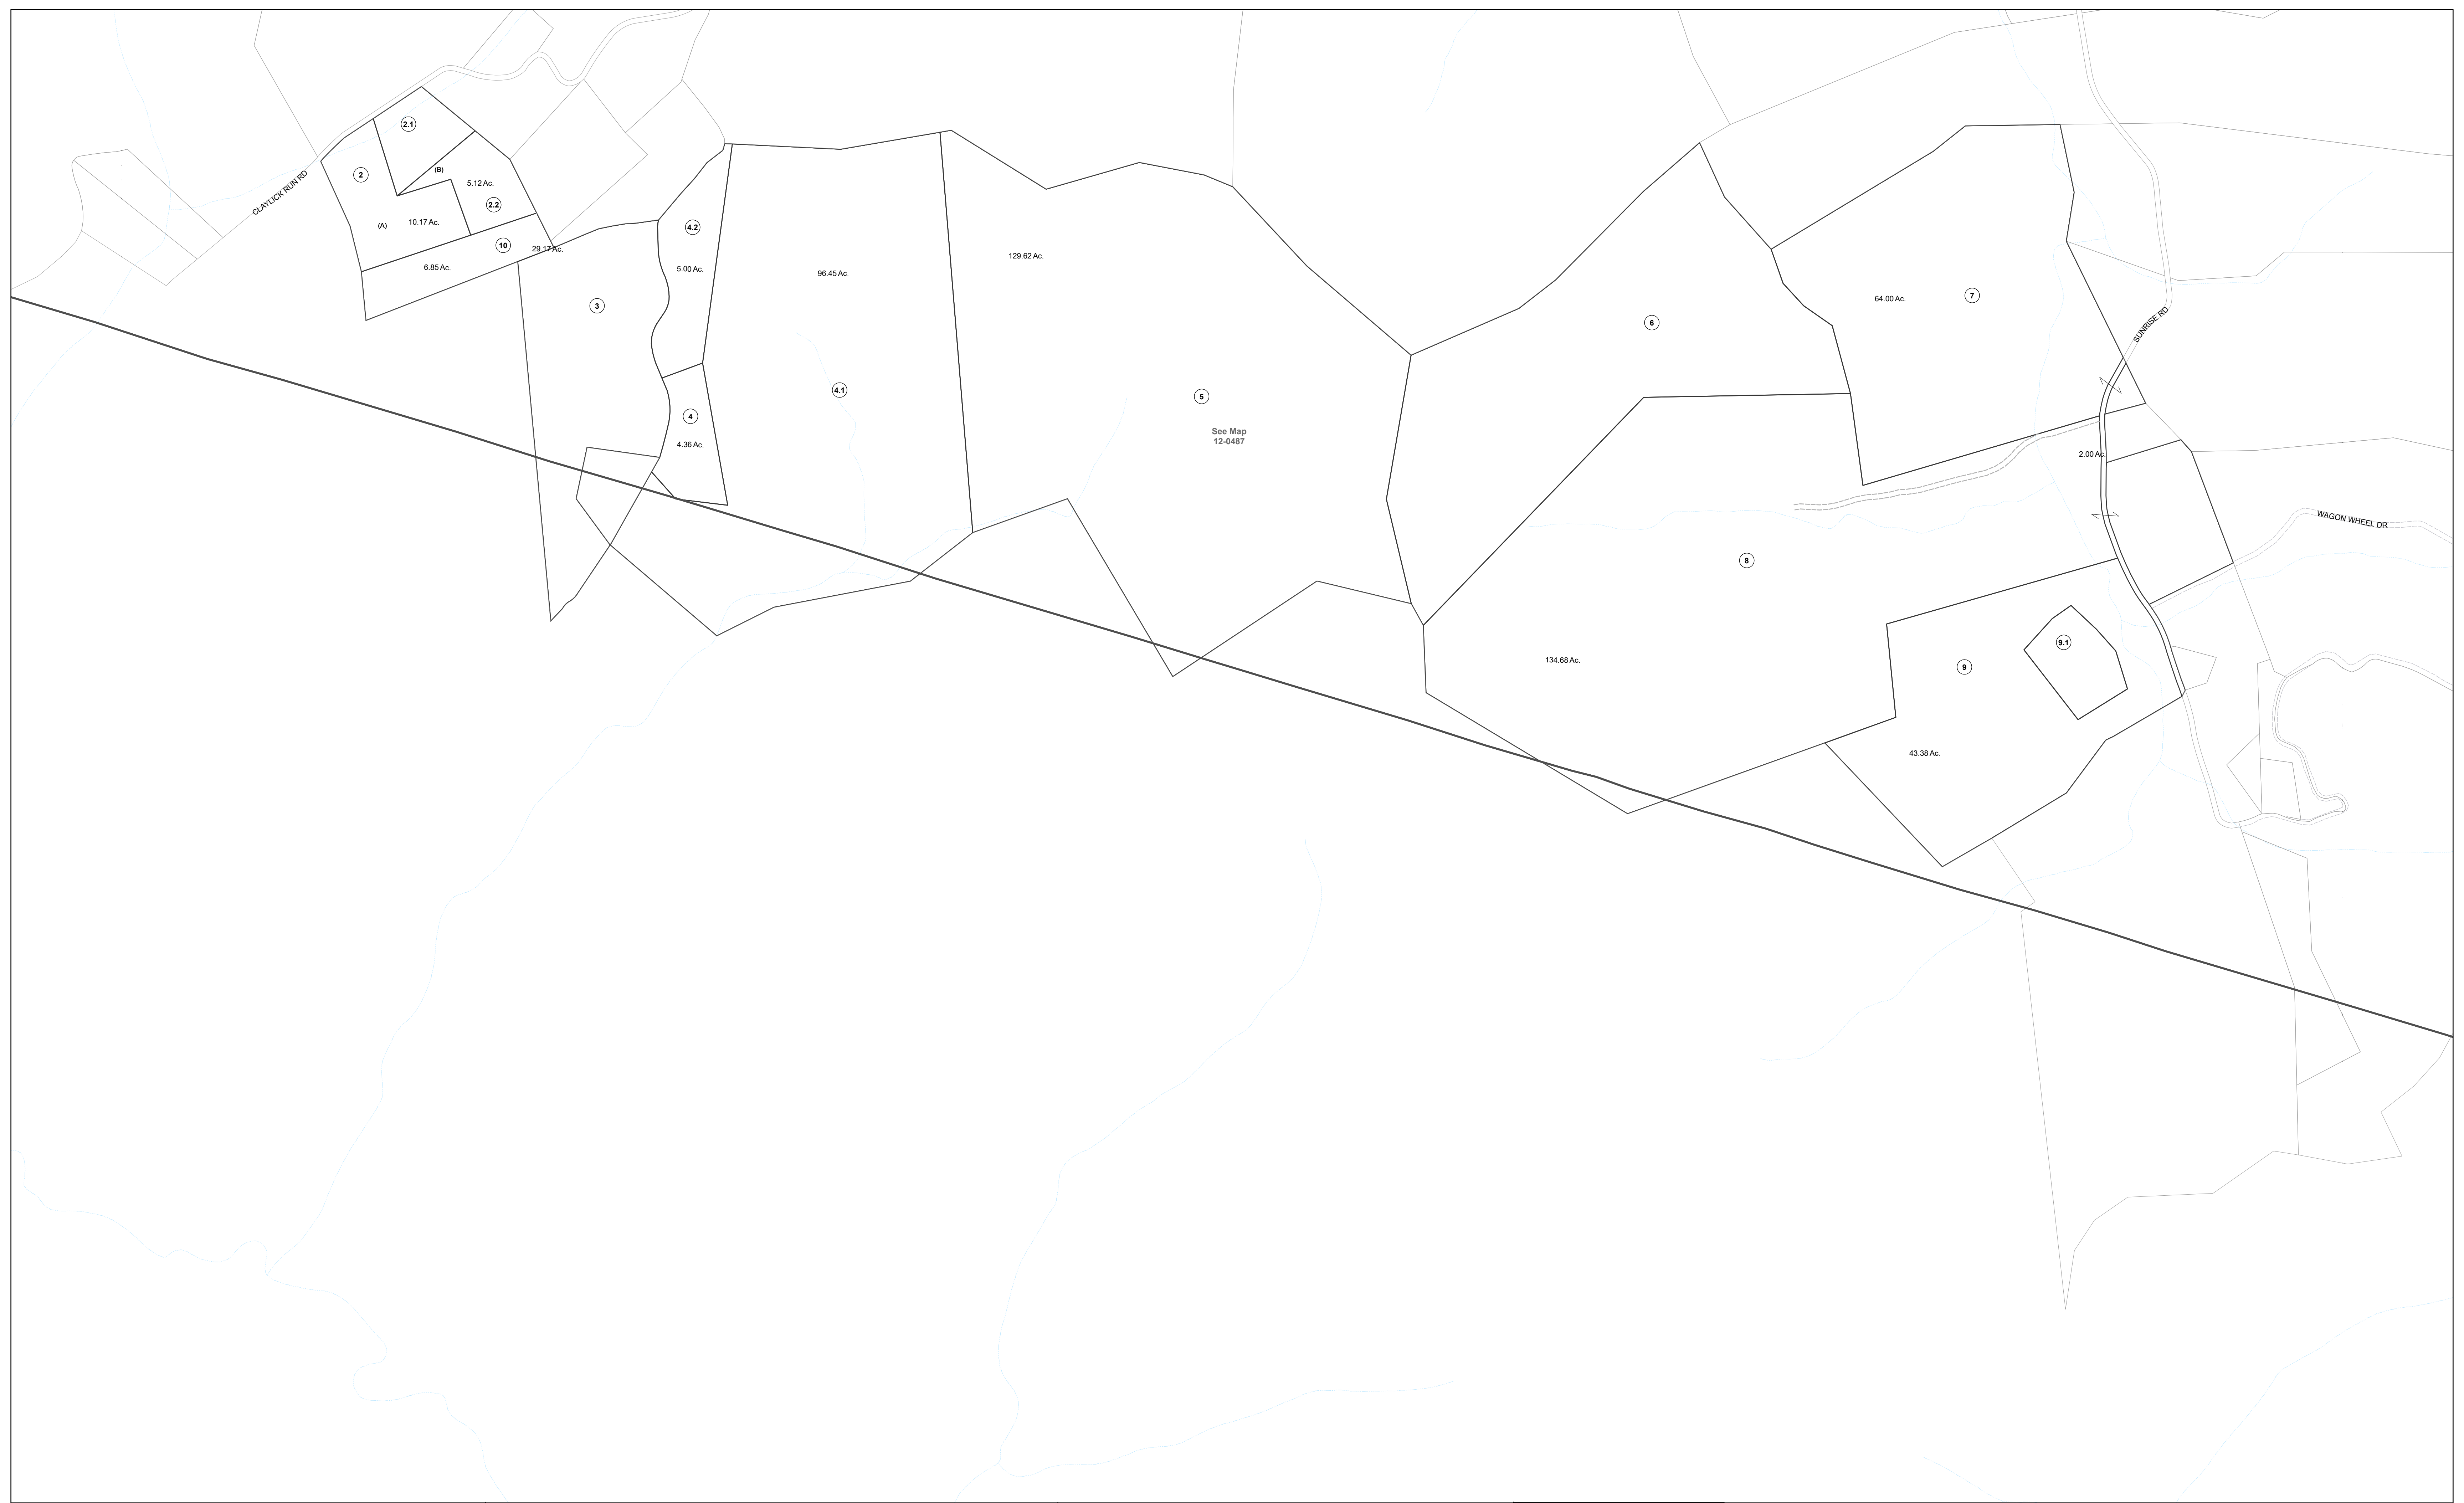 2.1
(B)
2
5.12 Ac.
CLAYLICK RUN RD
2.2
(A)
10.17 Ac.
10
29.17 Ac.
6.85 Ac.
3
4.2
5.00 Ac.
4
4.36 Ac.
96.45 Ac.
4.1
129.62 Ac.
5
See Map
12-0487
6
64.00 Ac.
7
SUNRISE RD
2.00 Ac.
WAGON WHEEL DR
8
134.68 Ac.
9
9.1
43.38 Ac.